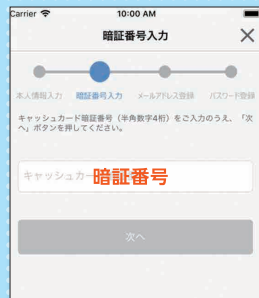 Carrier 10:00 AM
暗証番号入力
本人情報入力 暗証番号入力 メールアドレス登録 パスワード登録
キャッシュカード暗証番号（半角数字4桁）をご入力のうえ、「次
へ」ボタンを押してください。
キャッシュカー
暗証番号
次へ